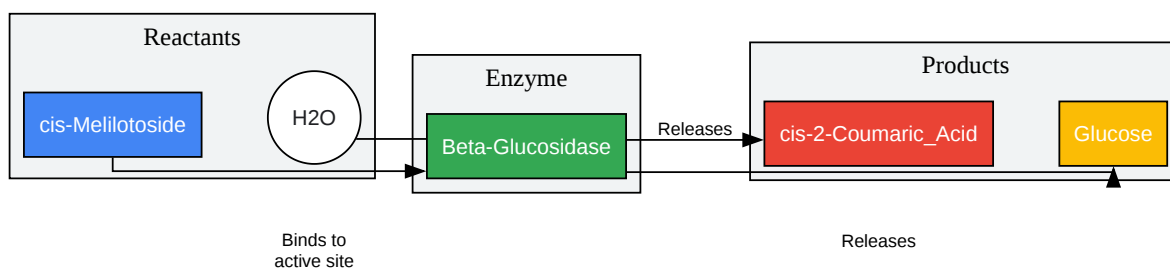 Reactants
cis-Melilotoside
H2O
Enzyme
Beta-Glucosidase
Releases
Products
cis-2-Coumaric_Acid
Glucose
Binds to
active site
Releases